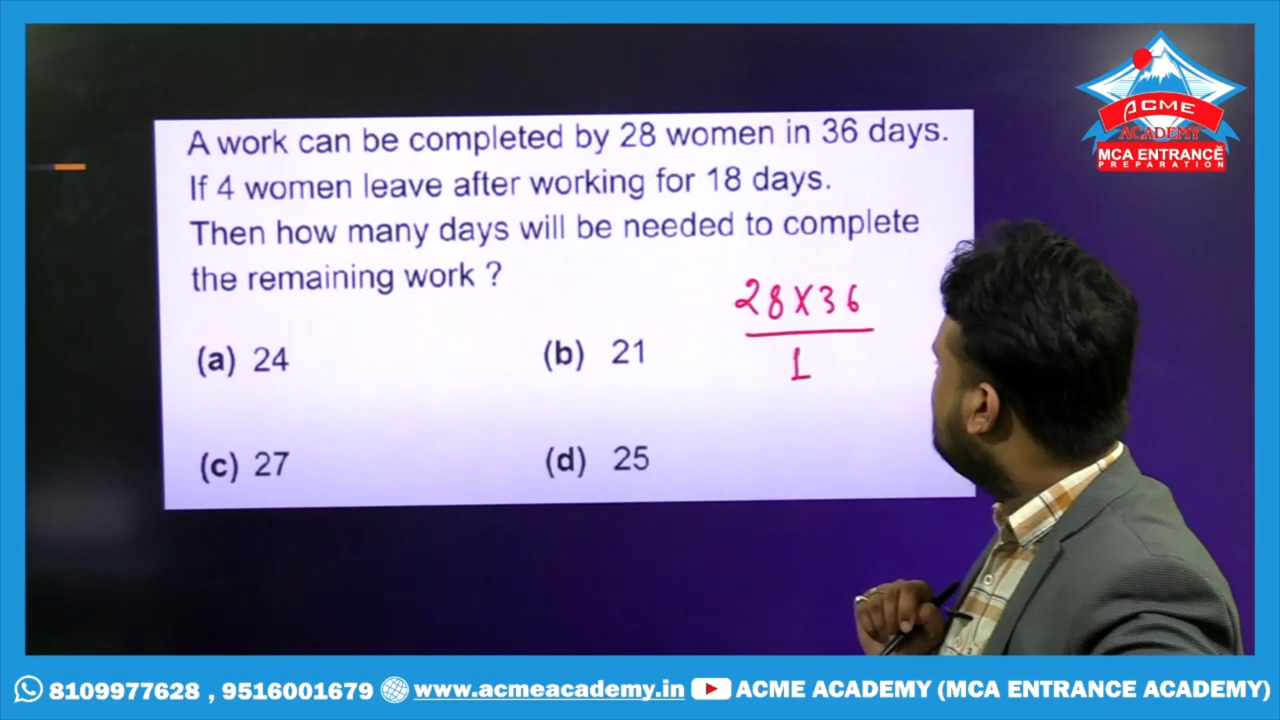 ACME
ACADEMY
MCA ENTRANCE
PREPARATION
A work can be completed by 28 women in 36 days.
If 4 women leave after working for 18 days.
Then how many days will be needed to complete
the remaining work ?
28X36
1
(a) 24
(b) 21
(c) 27
(d) 25
8109977628 , 9516001679 www.acmeacademy.in ACME ACADEMY (MCA ENTRANCE ACADEMY)